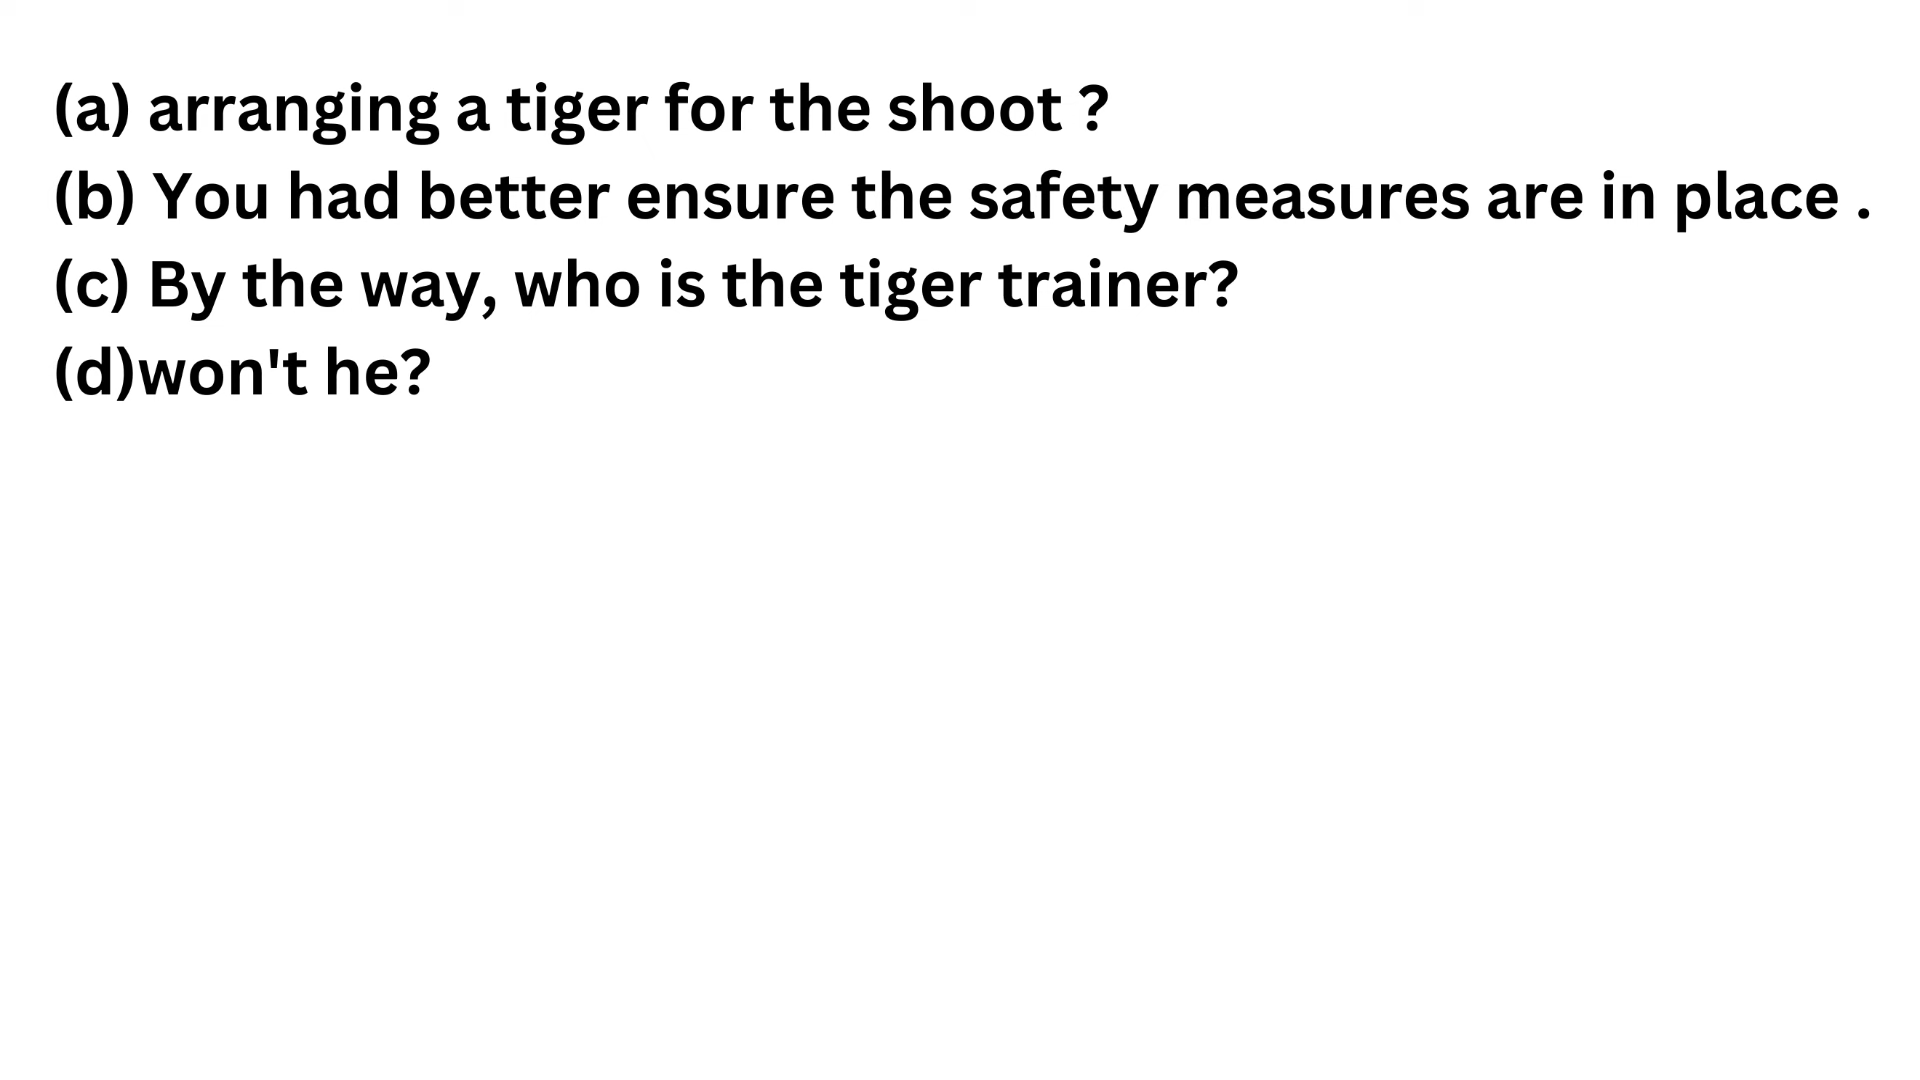 (a) arranging a tiger for the shoot ?
(b) You had better ensure the safety measures are in place .
(c) By the way, who is the tiger trainer?
(d)won't he?